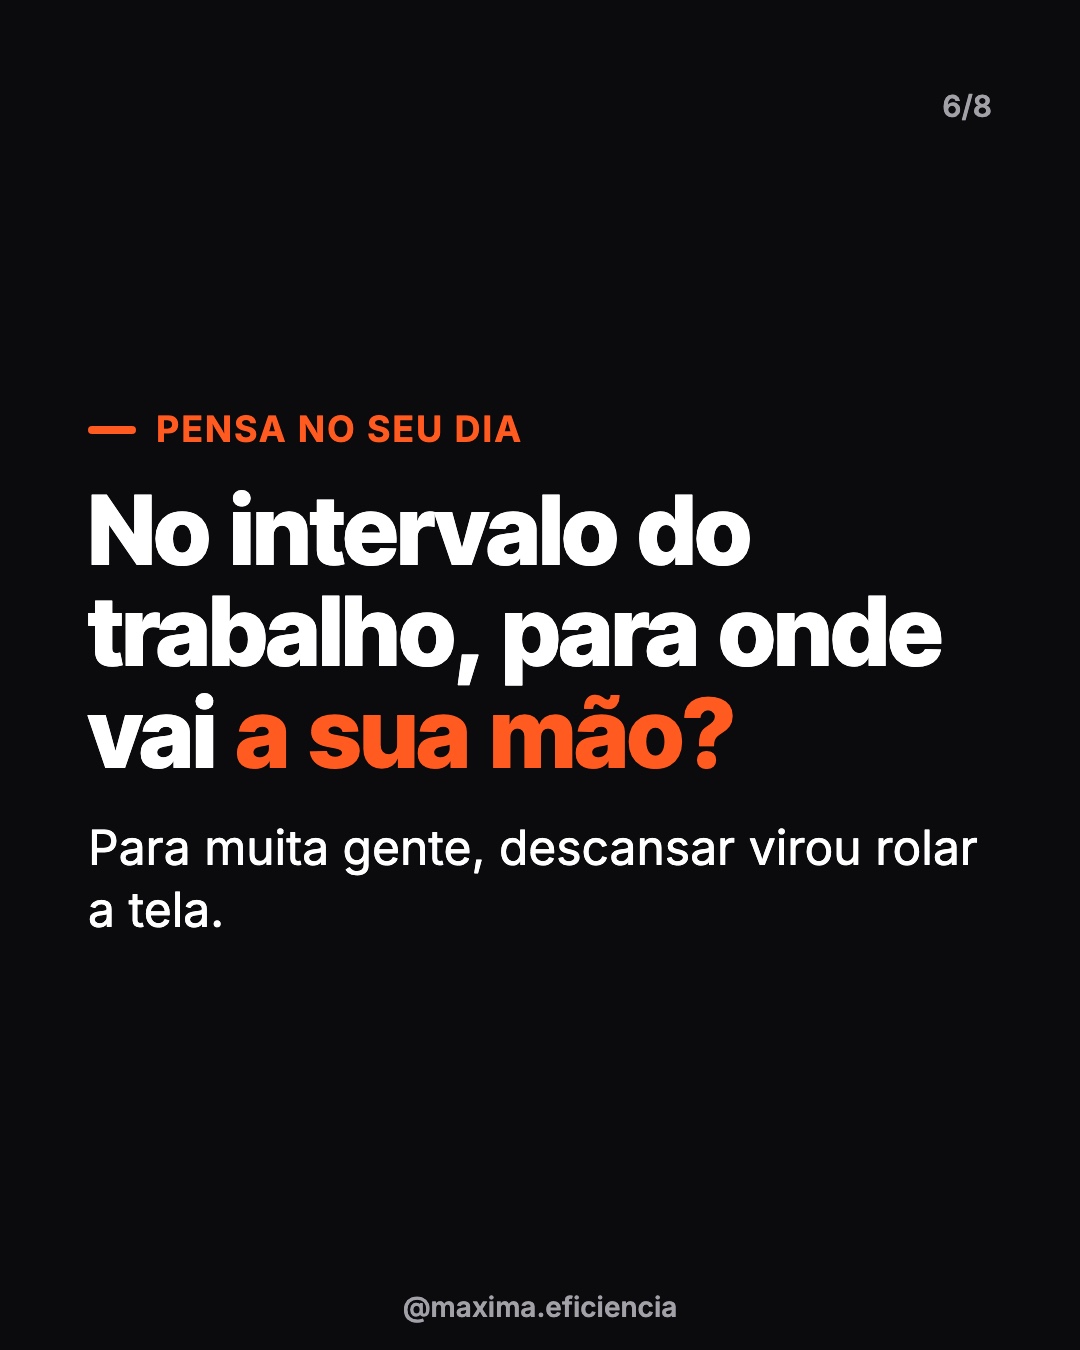 6/8
PENSA NO SEU DIA
No intervalo do
trabalho, para onde
vai a sua mão?
Para muita gente, descansar virou rolar
a tela.
@maxima.eficiencia